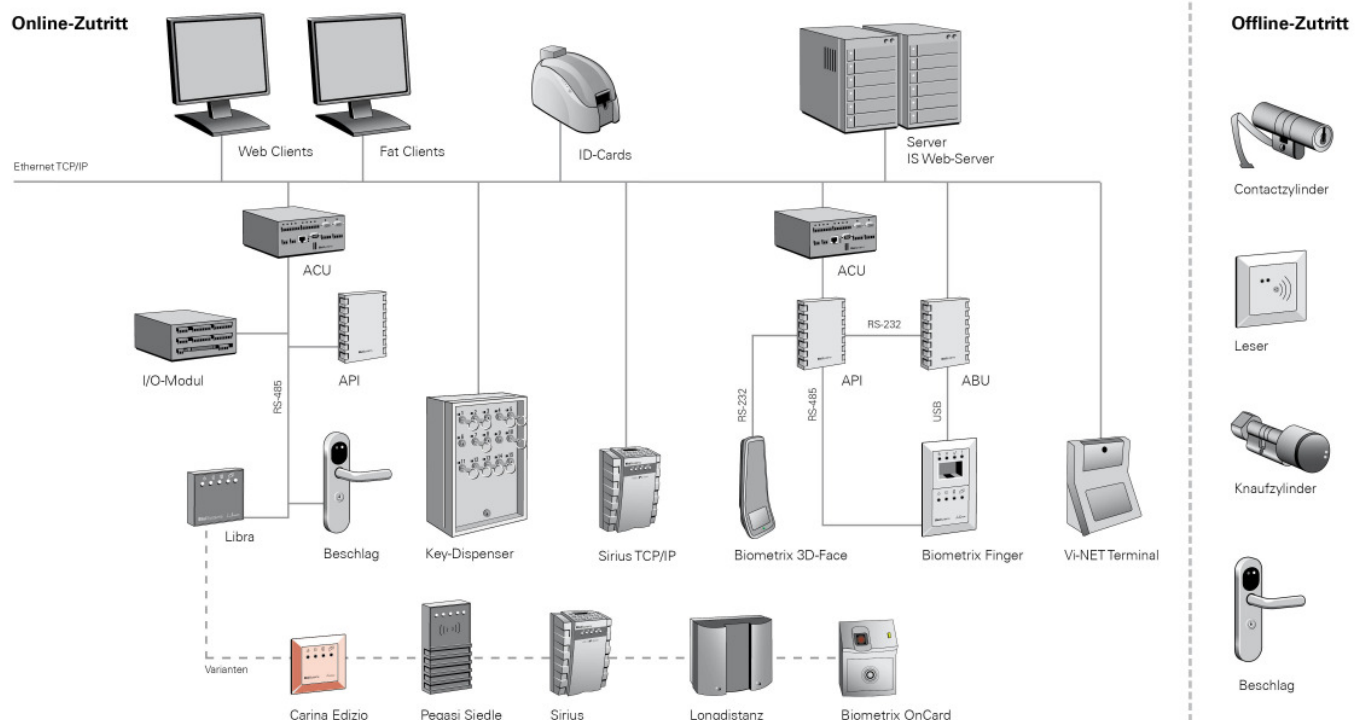 Online-Zutritt
Offline-Zutritt
Web Clients
Fat Clients
ID-Cards
Server
IS Web-Server
Ethernet TCP/IP
Contactzylinder
ACU
ACU
RS-232
Leser
I/O-Modul
API
API
ABU
RS-485
RS-232
RS-485
USB
Knaufzylinder
Libra
Beschlag
Key-Dispenser
Sirius TCP/IP
Biometrix 3D-Face
Biometrix Finger
Vi-NET Terminal
Varianten
Beschlag
Carina Edizio
Pegasi Siedle
Sirius
Longdistanz
Biometrix OnCard